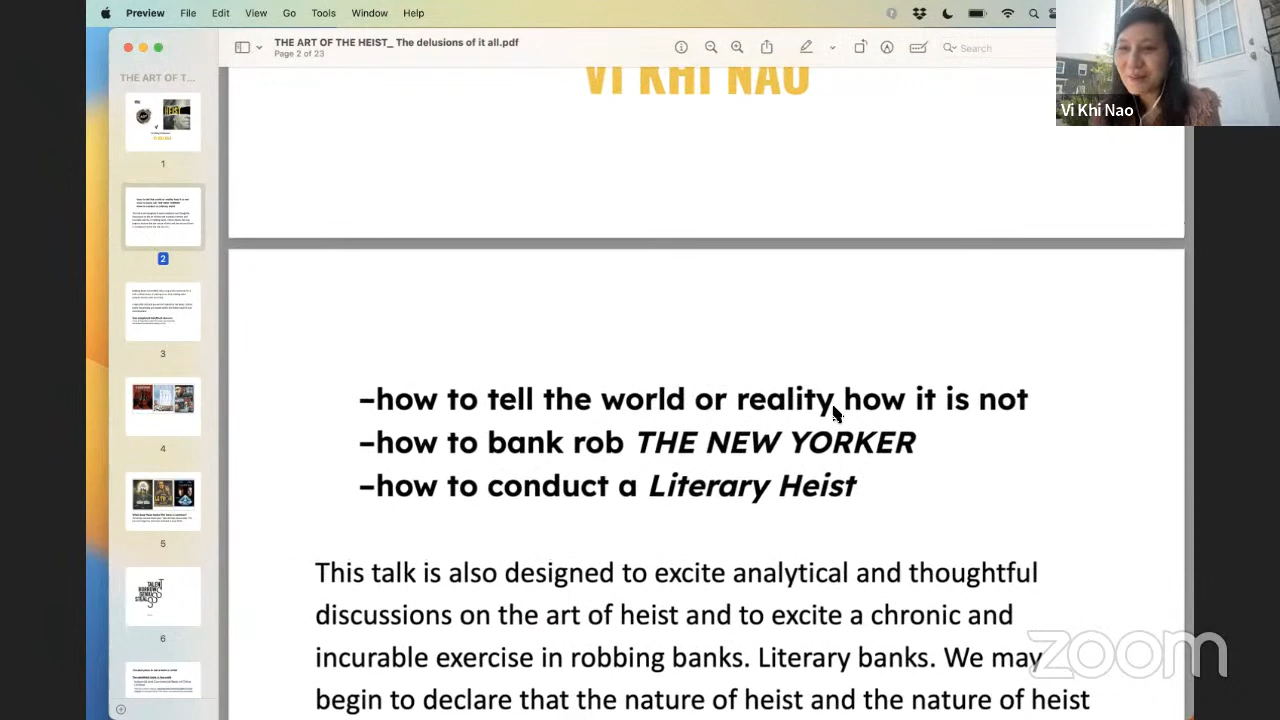 Preview File Edit View Go Tools Window Help
THE ART OF THE HEIST_ The delusions of it all.pdf
Page 2 of 23
Search
THE ART OF T...
VI KHI NAO
Vi Khi Nao
HEIST
1
2
3
4
5
6
–how to tell the world or reality how it is not
–how to bank rob THE NEW YORKER
–how to conduct a Literary Heist
This talk is also designed to excite analytical and thoughtful
discussions on the art of heist and to excite a chronic and
incurable exercise in robbing banks. Literary banks. We may
begin to declare that the nature of heist and the nature of heist
zoom